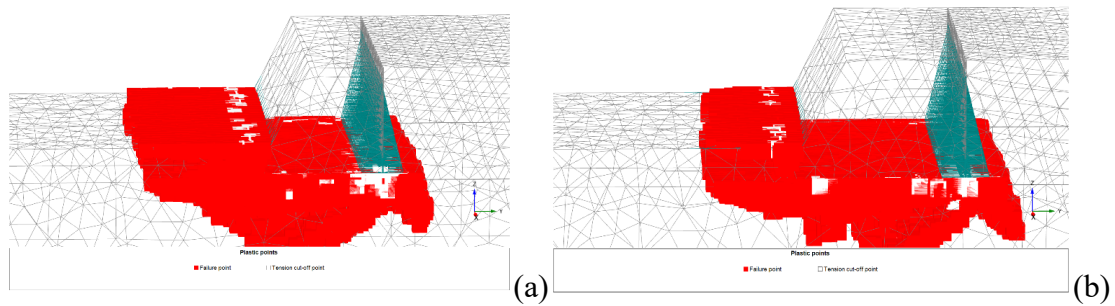 Z
Y
X
Plastic points
Failure point
Tension cut-off point
(a)
Z
Y
X
Plastic points
Failure point
Tension cut-off point
(b)